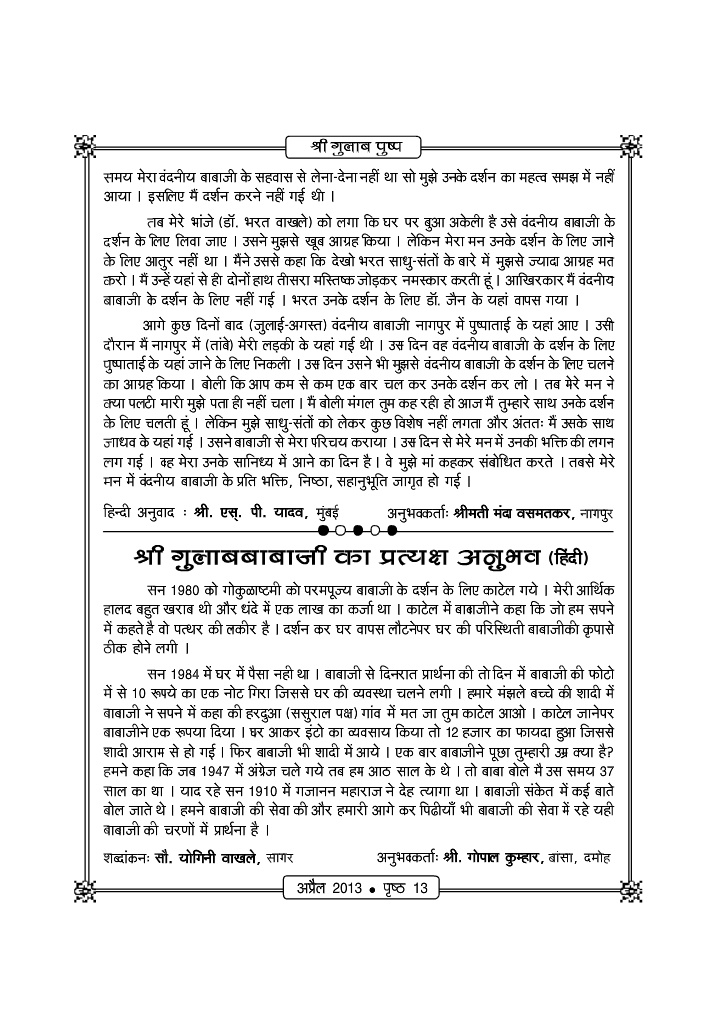 श्री गुलाब पुष्प
समय मेरा वंदनीय बाबाजी के सहवास से लेना-देना नहीं था सो मुझे उनके दर्शन का महत्व समझ में नहीं
आया । इसलिए मैं दर्शन करने नहीं गई थी ।
तब मेरे भांजे (डॉ. भरत वाखले) को लगा कि घर पर बुआ अकेली है उसे वंदनीय बाबाजी के
दर्शन के लिए लिवा जाए । उसने मुझसे खूब आग्रह किया । लेकिन मेरा मन उनके दर्शन के लिए जाने
के लिए आतुर नहीं था । मैंने उससे कहा कि देखो भरत साधु-संतों के बारे में मुझसे ज्यादा आग्रह मत
करो । मैं उन्हें यहां से ही दोनों हाथ तीसरा मस्तिष्क जोड़कर नमस्कार करती हूं । आखिरकार मैं वंदनीय
बाबाजी के दर्शन के लिए नहीं गई । भरत उनके दर्शन के लिए डॉ. जैन के यहां वापस गया ।
आगे कुछ दिनों बाद (जुलाई-अगस्त) वंदनीय बाबाजी नागपुर में पुष्पाताई के यहां आए । उसी
दौरान मैं नागपुर में (तांबे) मेरी लड़की के यहां गई थी । उस दिन वह वंदनीय बाबाजी के दर्शन के लिए
पुष्पाताई के यहां जाने के लिए निकली । उस दिन उसने भी मुझसे वंदनीय बाबाजी के दर्शन के लिए चलने
का आग्रह किया । बोली कि आप कम से कम एक बार चल कर उनके दर्शन कर लो । तब मेरे मन ने
क्या पलटी मारी मुझे पता ही नहीं चला । मैं बोली मंगल तुम कह रही हो आज मैं तुम्हारे साथ उनके दर्शन
के लिए चलती हूं । लेकिन मुझे साधु-संतों को लेकर कुछ विशेष नहीं लगता और अंततः मैं उसके साथ
जाधव के यहां गई । उसने बाबाजी से मेरा परिचय कराया । उस दिन से मेरे मन में उनकी भक्ति की लगन
लग गई । वह मेरा उनके सानिध्य में आने का दिन है । वे मुझे मां कहकर संबोधित करते । तबसे मेरे
मन में वंदनीय बाबाजी के प्रति भक्ति, निष्ठा, सहानुभूति जागृत हो गई ।
हिन्दी अनुवाद : श्री. एस्. पी. यादव, मुंबई अनुभवकर्ताः श्रीमती मंदा वसमतकर, नागपुर
श्री गुलाबबाबाजी का प्रत्यक्ष अनुभव (हिंदी)
सन 1980 को गोकुळाष्टमी को परमपूज्य बाबाजी के दर्शन के लिए काटेल गये । मेरी आर्थिक
हालद बहुत खराब थी और धंदे में एक लाख का कर्जा था । काटेल में बाबाजीने कहा कि जो हम सपने
में कहते है वो पत्थर की लकीर है । दर्शन कर घर वापस लौटनेपर घर की परिस्थिती बाबाजीकी कृपासे
ठीक होने लगी ।
सन 1984 में घर में पैसा नही था । बाबाजी से दिनरात प्रार्थना की तो दिन में बाबाजी की फोटो
में से 10 रूपये का एक नोट गिरा जिससे घर की व्यवस्था चलने लगी । हमारे मंझले बच्चे की शादी में
बाबाजी ने सपने में कहा की हरदुआ (ससुराल पक्ष) गांव में मत जा तुम काटेल आओ । काटेल जानेपर
बाबाजीने एक रूपया दिया । घर आकर इंटो का व्यवसाय किया तो 12 हजार का फायदा हुआ जिससे
शादी आराम से हो गई । फिर बाबाजी भी शादी में आये । एक बार बाबाजीने पूछा तुम्हारी उम्र क्या है?
हमने कहा कि जब 1947 में अंग्रेज चले गये तब हम आठ साल के थे । तो बाबा बोले मै उस समय 37
साल का था । याद रहे सन 1910 में गजानन महाराज ने देह त्यागा था । बाबाजी संकेत में कई बाते
बोल जाते थे । हमने बाबाजी की सेवा की और हमारी आगे कर पिढीयाँ भी बाबाजी की सेवा में रहे यही
बाबाजी की चरणों में प्रार्थना है ।
शब्दांकनः सौ. योगिनी वाखले, सागर अनुभवकर्ताः श्री. गोपाल कुम्हार, बांसा, दमोह
अप्रैल 2013 ● पृष्ठ 13